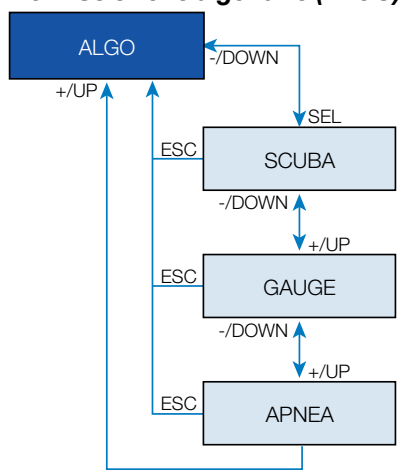 ALGO
-/DOWN
+/UP
SEL
ESC
SCUBA
-/DOWN
+/UP
ESC
GAUGE
-/DOWN
+/UP
ESC
APNEA